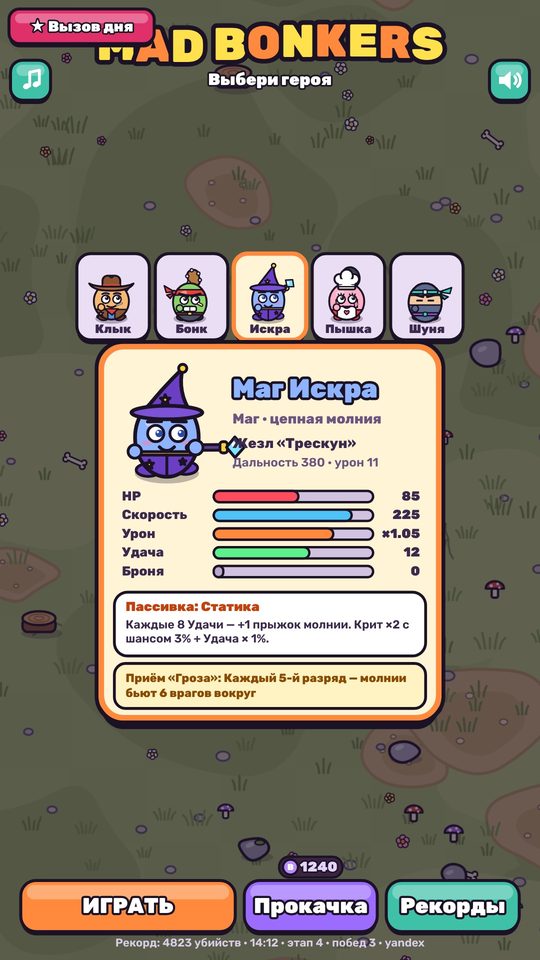 ★ Вызов дня
MAD BONKERS
Выбери героя
Клык
Бонк
Искра
Пышка
Шуня
Маг Искра
Маг • цепная молния
Жезл «Трескун»
Дальность 380 • урон 11
HP 85
Скорость 225
Урон ×1.05
Удача 12
Броня 0
Пассивка: Статика
Каждые 8 Удачи — +1 прыжок молнии. Крит ×2 с
шансом 3% + Удача × 1%.
Приём «Гроза»: Каждый 5-й разряд — молнии
бьют 6 врагов вокруг
B 1240
ИГРАТЬ
Прокачка
Рекорды
Рекорд: 4823 убийств • 14:12 • этап 4 • побед 3 • yandex